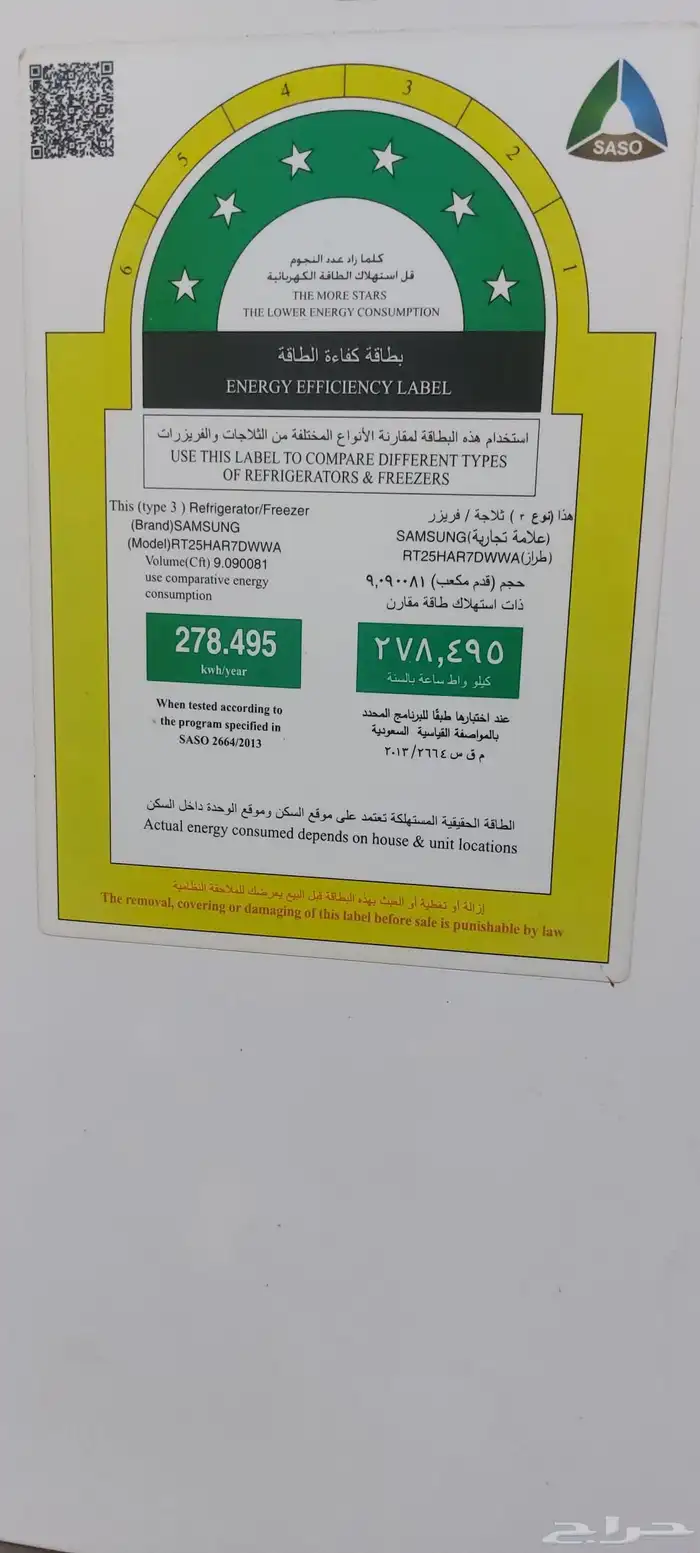 4
3
5
2
6
1
SASO
كلما زاد عدد النجوم
قل استهلاك الطاقة الكهربائية
THE MORE STARS
THE LOWER ENERGY CONSUMPTION
بطاقة كفاءة الطاقة
ENERGY EFFICIENCY LABEL
استخدام هذه البطاقة لمقارنة الأنواع المختلفة من الثلاجات والفريزرات
USE THIS LABEL TO COMPARE DIFFERENT TYPES
OF REFRIGERATORS & FREEZERS
This (type 3 ) Refrigerator/Freezer
(Brand)SAMSUNG
(Model)RT25HAR7DWWA
Volume(Cft) 9.090081
use comparative energy
consumption
278.495
kwh/year
When tested according to
the program specified in
SASO 2664/2013
هذا (نوع ٣ ) ثلاجة / فريزر
(علامة تجارية)SAMSUNG
(طراز)RT25HAR7DWWA
حجم (قدم مكعب) ٩,٠٩٠٠٨١
ذات استهلاك طاقة مقارن
٢٧٨,٤٩٥
كيلو واط ساعة بالسنة
عند اختبارها طبقًا للبرنامج المحدد
بالمواصفة القياسية السعودية
م ق س ٢٠١٣/٢٦٦٤
الطاقة الحقيقية المستهلكة تعتمد على موقع السكن وموقع الوحدة داخل السكن
Actual energy consumed depends on house & unit locations
إزالة أو تغطية أو العبث بهذه البطاقة قبل البيع يعرضك للملاحقة النظامية
The removal, covering or damaging of this label before sale is punishable by law
حراج